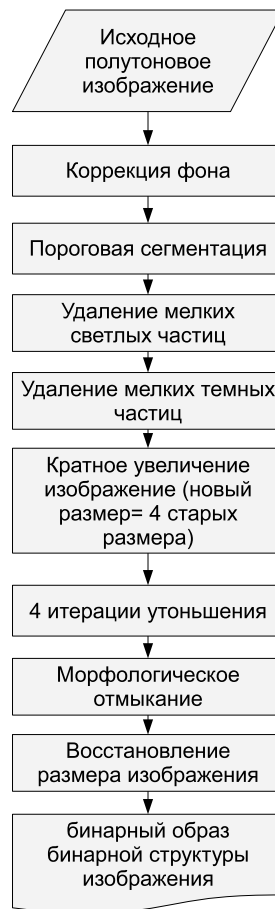 Исходное
полутоновое
изображение
Коррекция фона
Пороговая сегментация
Удаление мелких
светлых частиц
Удаление мелких темных
частиц
Кратное увеличение
изображение (новый
размер= 4 старых
размера)
4 итерации утоньшения
Морфологическое
отмыкание
Восстановление
размера изображения
бинарный образ
бинарной структуры
изображения